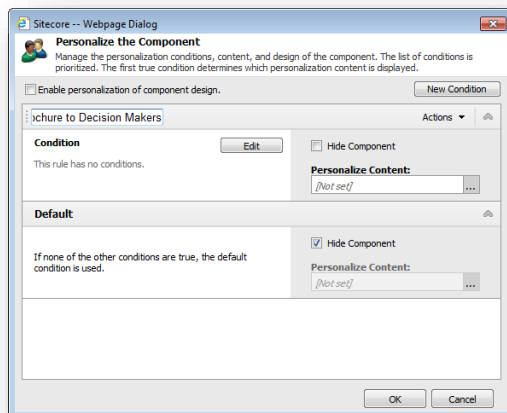 Sitecore -- Webpage Dialog
Personalize the Component
Manage the personalization conditions, content, and design of the component. The list of conditions is
prioritized. The first true condition determines which personalization content is displayed.
Enable personalization of component design.
New Condition
ochure to Decision Makers
Actions
Condition
Edit
Hide Component
This rule has no conditions.
Personalize Content:
[Not set]
...
Default
Hide Component
If none of the other conditions are true, the default
condition is used.
Personalize Content:
[Not set]
...
OK
Cancel